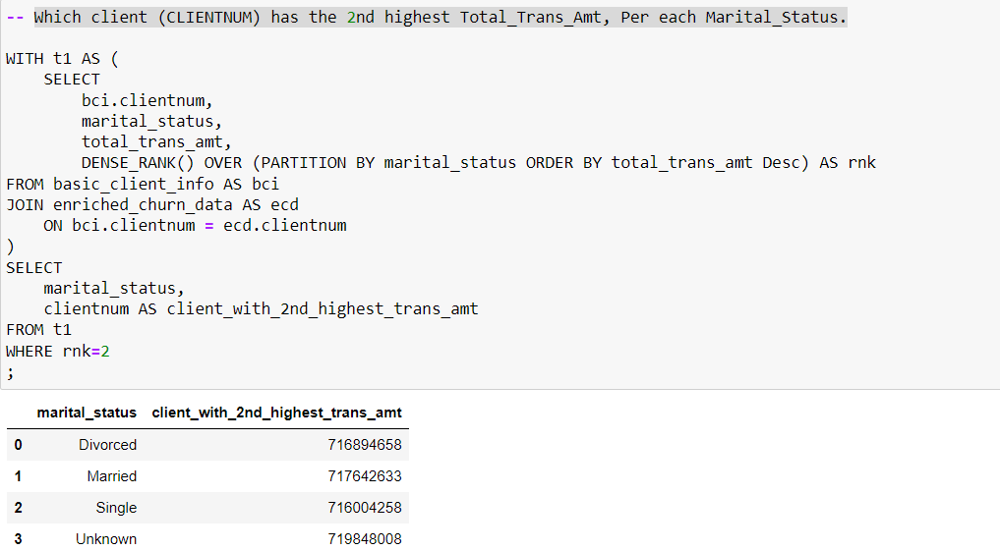 -- Which client (CLIENTNUM) has the 2nd highest Total_Trans_Amt, Per each Marital_Status.
WITH t1 AS (
    SELECT
        bci.clientnum,
        marital_status,
        total_trans_amt,
        DENSE_RANK() OVER (PARTITION BY marital_status ORDER BY total_trans_amt Desc) AS rnk
FROM basic_client_info AS bci
JOIN enriched_churn_data AS ecd
    ON bci.clientnum = ecd.clientnum
)
SELECT
    marital_status,
    clientnum AS client_with_2nd_highest_trans_amt
FROM t1
WHERE rnk=2
;
marital_status client_with_2nd_highest_trans_amt
0 Divorced 716894658
1 Married 717642633
2 Single 716004258
3 Unknown 719848008